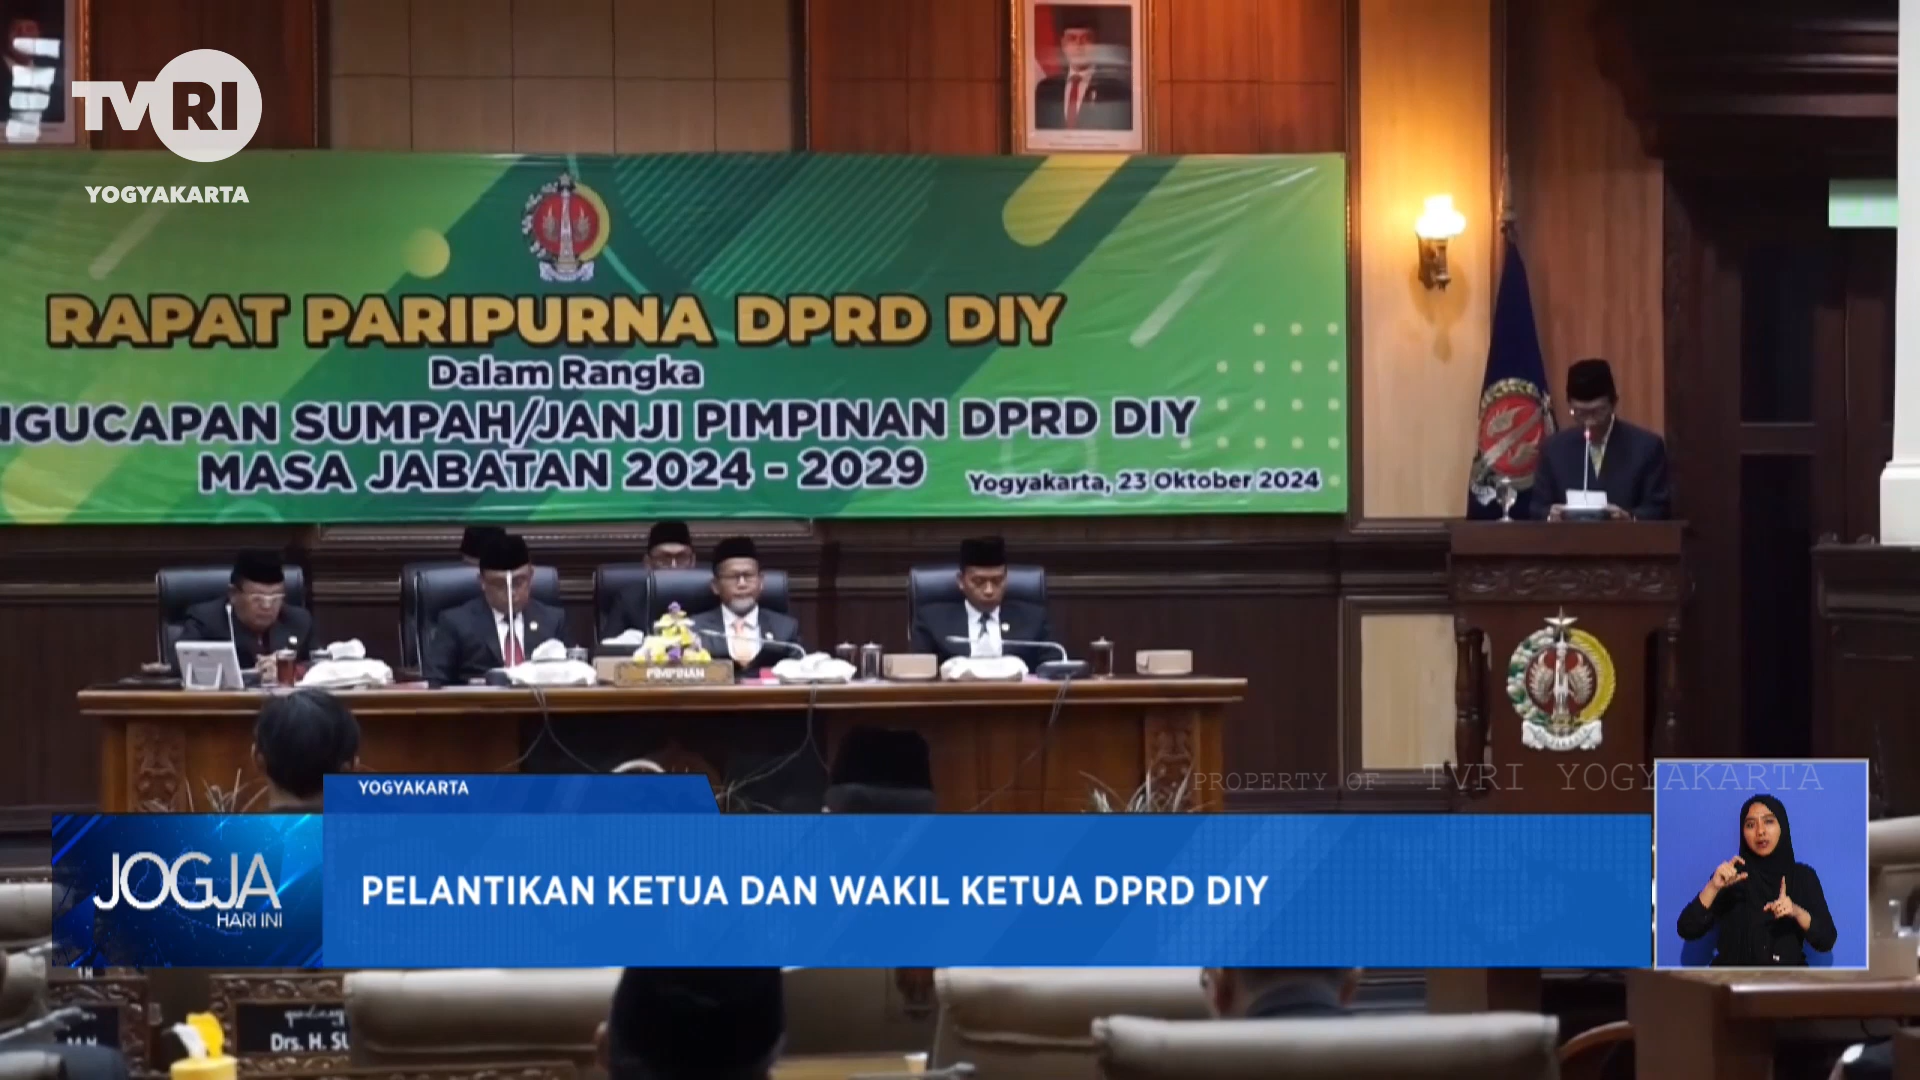 TVRI
YOGYAKARTA
RAPAT PARIPURNA DPRD DIY
Dalam Rangka
NGUCAPAN SUMPAH/JANJI PIMPINAN DPRD DIY
MASA JABATAN 2024 - 2029
Yogyakarta, 23 Oktober 2024
PIMPINAN
PROPERTY OF TVRI YOGYAKARTA
YOGYAKARTA
JOGJA
HARI INI
PELANTIKAN KETUA DAN WAKIL KETUA DPRD DIY
Drs. H. SU